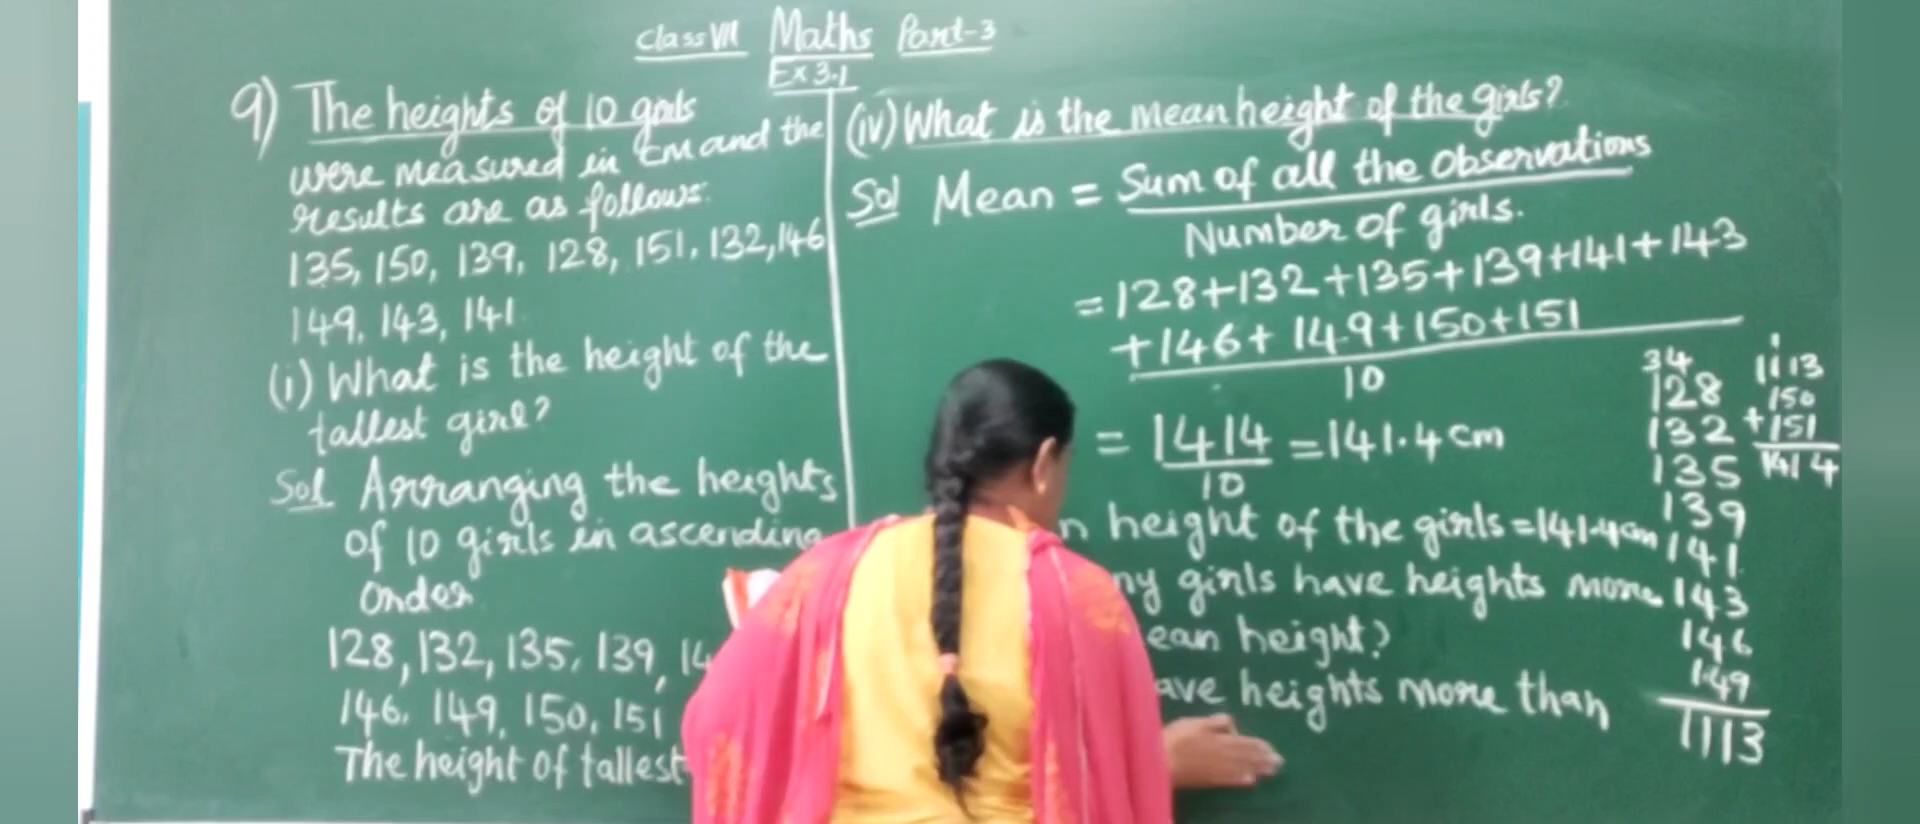 Class VII Maths Part-3
Ex 3.1
9) The heights of 10 girls
were measured in cm and the
results are as follows.
135, 150, 139, 128, 151, 132, 146
149, 143, 141
(i) What is the height of the
tallest girl?
Sol Arranging the heights
of 10 girls in ascending
order
128, 132, 135, 139, 14
146, 149, 150, 151
The height of tallest
(iv) What is the mean height of the girls?
Sol Mean = Sum of all the observations
Number of girls.
= 128+132+135+139+141+143
+146+149+150+151
10
= 1414 = 141.4 cm
10
n height of the girls = 141.4cm
ny girls have heights more
ean height?
ave heights more than
34
128
132
135
139
141
143
146
149
1113
1
1113
150
+151
1414